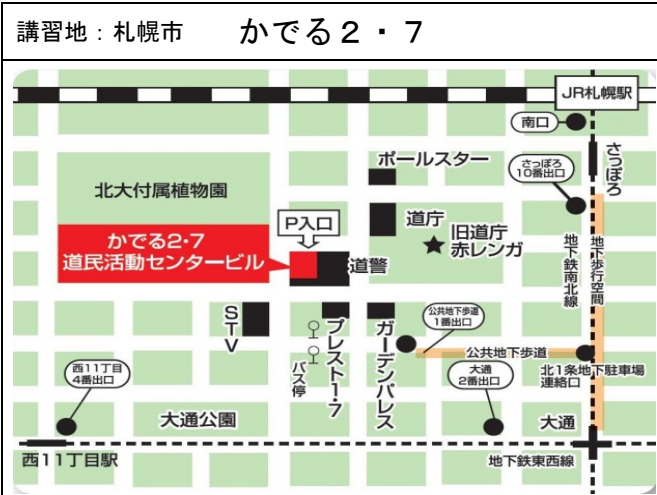 講習地：札幌市　かでる２・７
JR札幌駅
南口
ポールスター
さっぽろ
10番出口
さっぽろ
北大付属植物園
P入口
道庁
旧道庁
赤レンガ
かでる2・7
道民活動センタービル
道警
地下鉄南北線
地下歩行空間
STV
プレスト1・7
ガーデンパレス
バス停
公共地下歩道
1番出口
公共地下歩道
北1条地下駐車場
連絡口
西11丁目
4番出口
大通
2番出口
大通公園
大通
西11丁目駅
地下鉄東西線